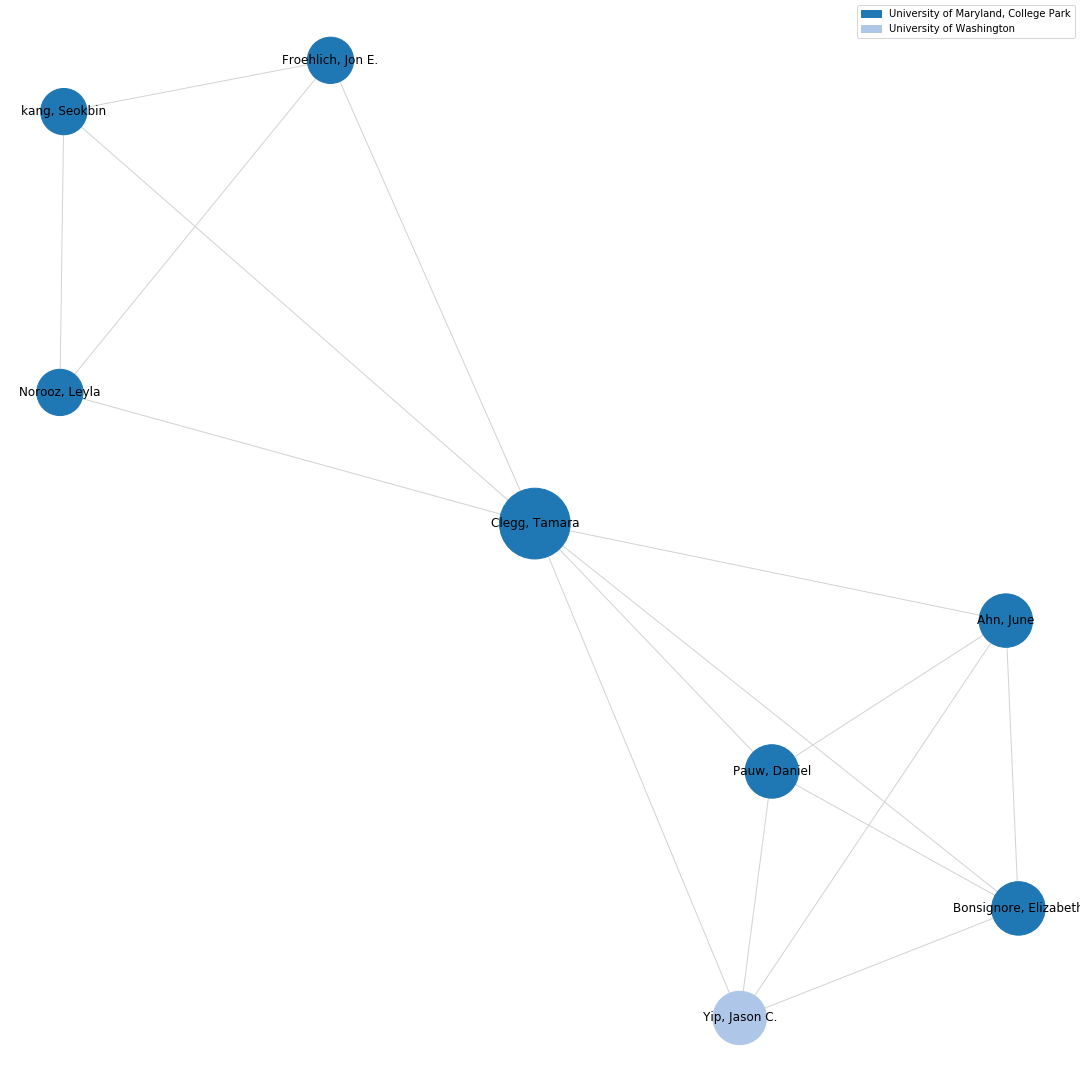 University of Maryland, College Park
University of Washington
Froehlich, Jon E.
kang, Seokbin
Norooz, Leyla
Clegg, Tamara
Ahn, June
Pauw, Daniel
Bonsignore, Elizabeth
Yip, Jason C.